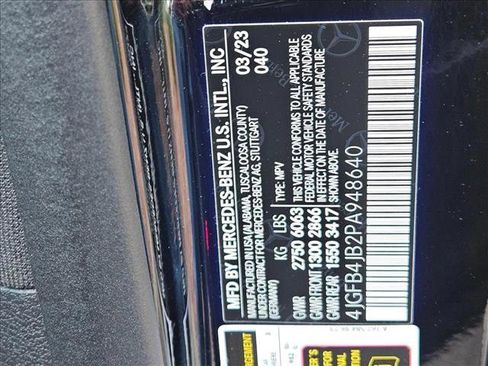 MFD BY MERCEDES-BENZ U.S. INTL., INC
MADE IN USA (ALABAMA, TUSCALOOSA COUNTY)
UNDER CONTRACT FOR MERCEDES-BENZ AG, STUTTGART
(GERMANY)
03/23
040
KG LBS
TYPE: MPV
GVWR 2750 6063
GAWR FRONT 1300 2866
GAWR REAR 1550 3417
THIS VEHICLE CONFORMS TO ALL APPLICABLE
FEDERAL MOTOR VEHICLE SAFETY STANDARDS
IN EFFECT ON THE DATE OF MANUFACTURE
SHOWN ABOVE.
4JGFB4JB2PA948640